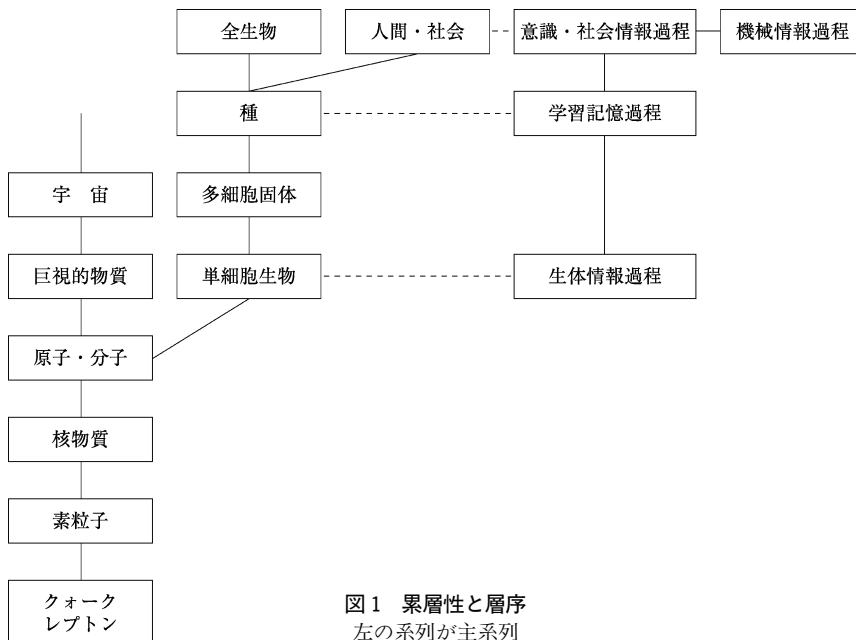 全生物
人間・社会
意識・社会情報過程
機械情報過程
種
学習記憶過程
宇　宙
多細胞固体
巨視的物質
単細胞生物
生体情報過程
原子・分子
核物質
素粒子
クォーク
レプトン
図1　累層性と層序
左の系列が主系列